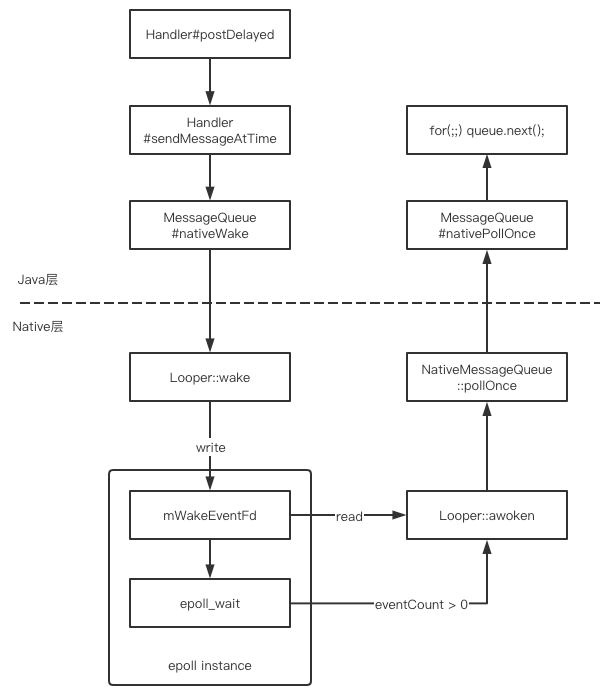 Handler#postDelayed
Handler
#sendMessageAtTime
for(;;) queue.next();
MessageQueue
#nativeWake
MessageQueue
#nativePollOnce
Java层
Native层
Looper::wake
NativeMessageQueue
::pollOnce
write
mWakeEventFd
read
Looper::awoken
epoll_wait
eventCount > 0
epoll instance